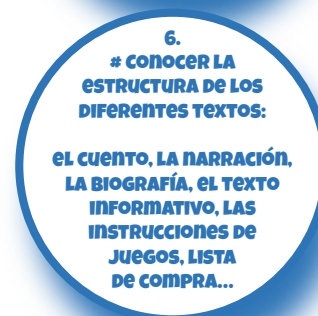 6.
# CONOCER LA
ESTRUCTURA DE LOS
DIFERENTES TEXTOS:
EL CUENTO, LA NARRACIÓN,
LA BIOGRAFÍA, EL TEXTO
INFORMATIVO, LAS
INSTRUCCIONES DE
JUEGOS, LISTA
DE COMPRA...